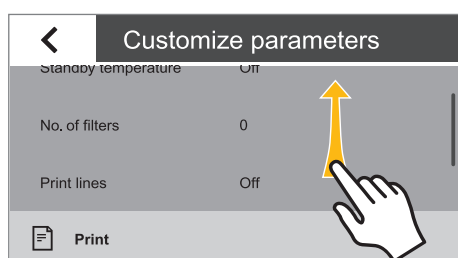 Customize parameters
Standby temperature Off
No. of filters 0
Print lines Off
Print